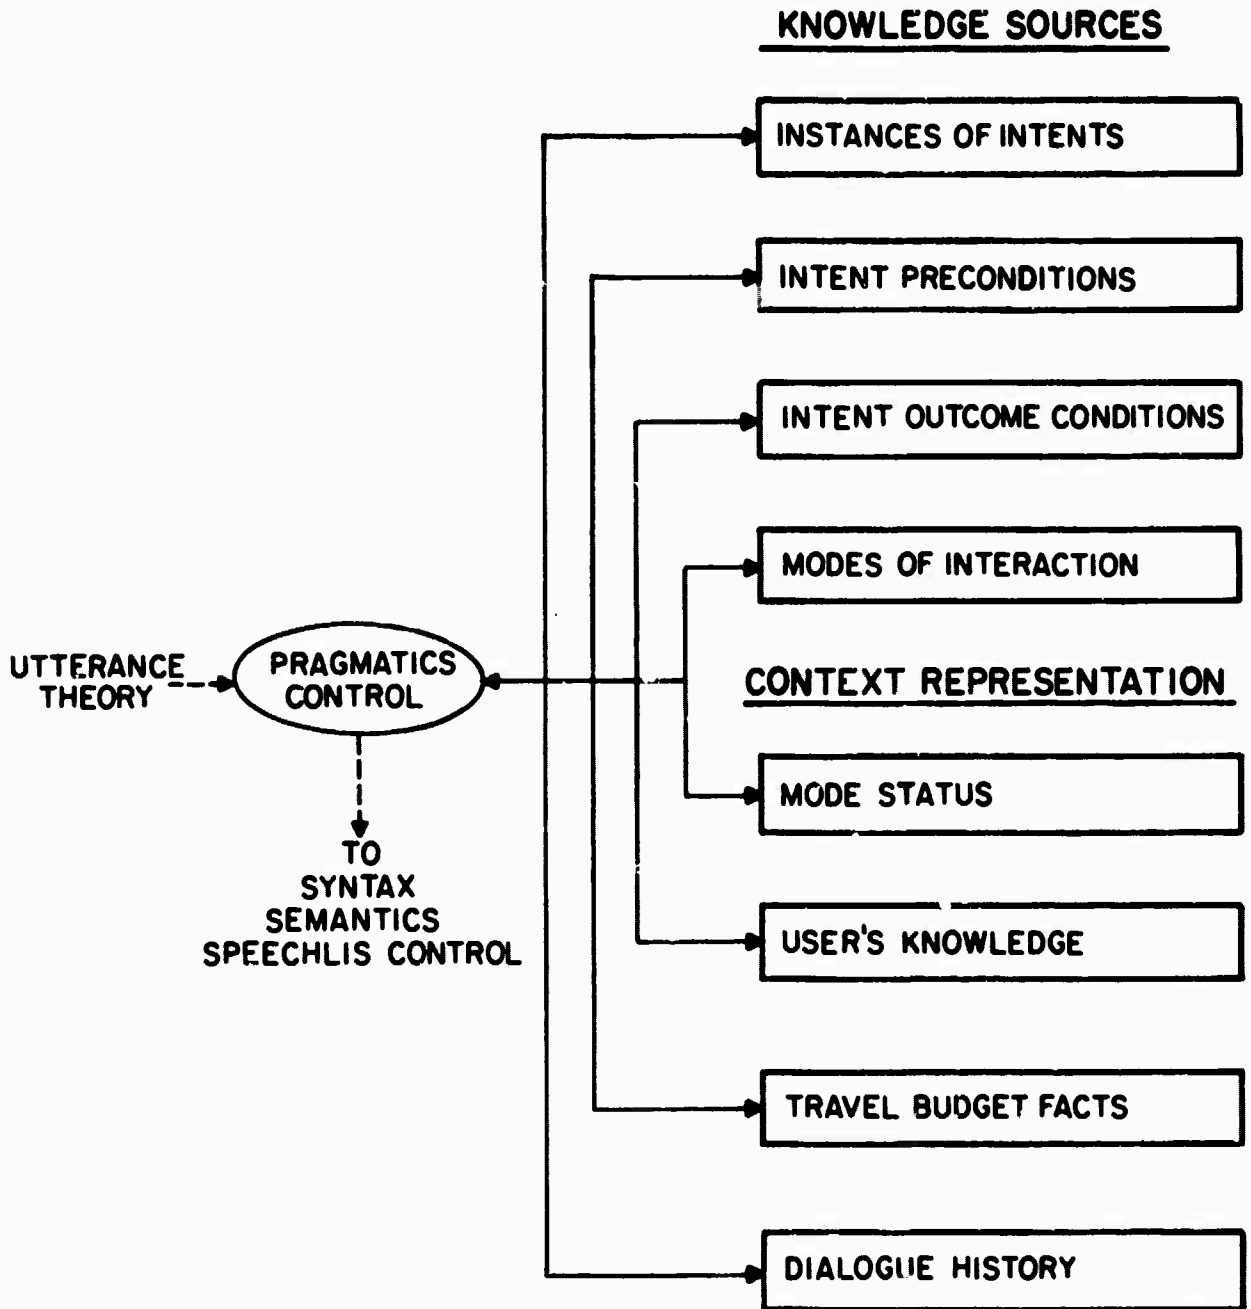 KNOWLEDGE SOURCES
INSTANCES OF INTENTS
INTENT PRECONDITIONS
INTENT OUTCOME CONDITIONS
MODES OF INTERACTION
UTTERANCE
THEORY
PRAGMATICS
CONTROL
CONTEXT REPRESENTATION
MODE STATUS
TO
SYNTAX
SEMANTICS
SPEECHLIS CONTROL
USER'S KNOWLEDGE
TRAVEL BUDGET FACTS
DIALOGUE HISTORY